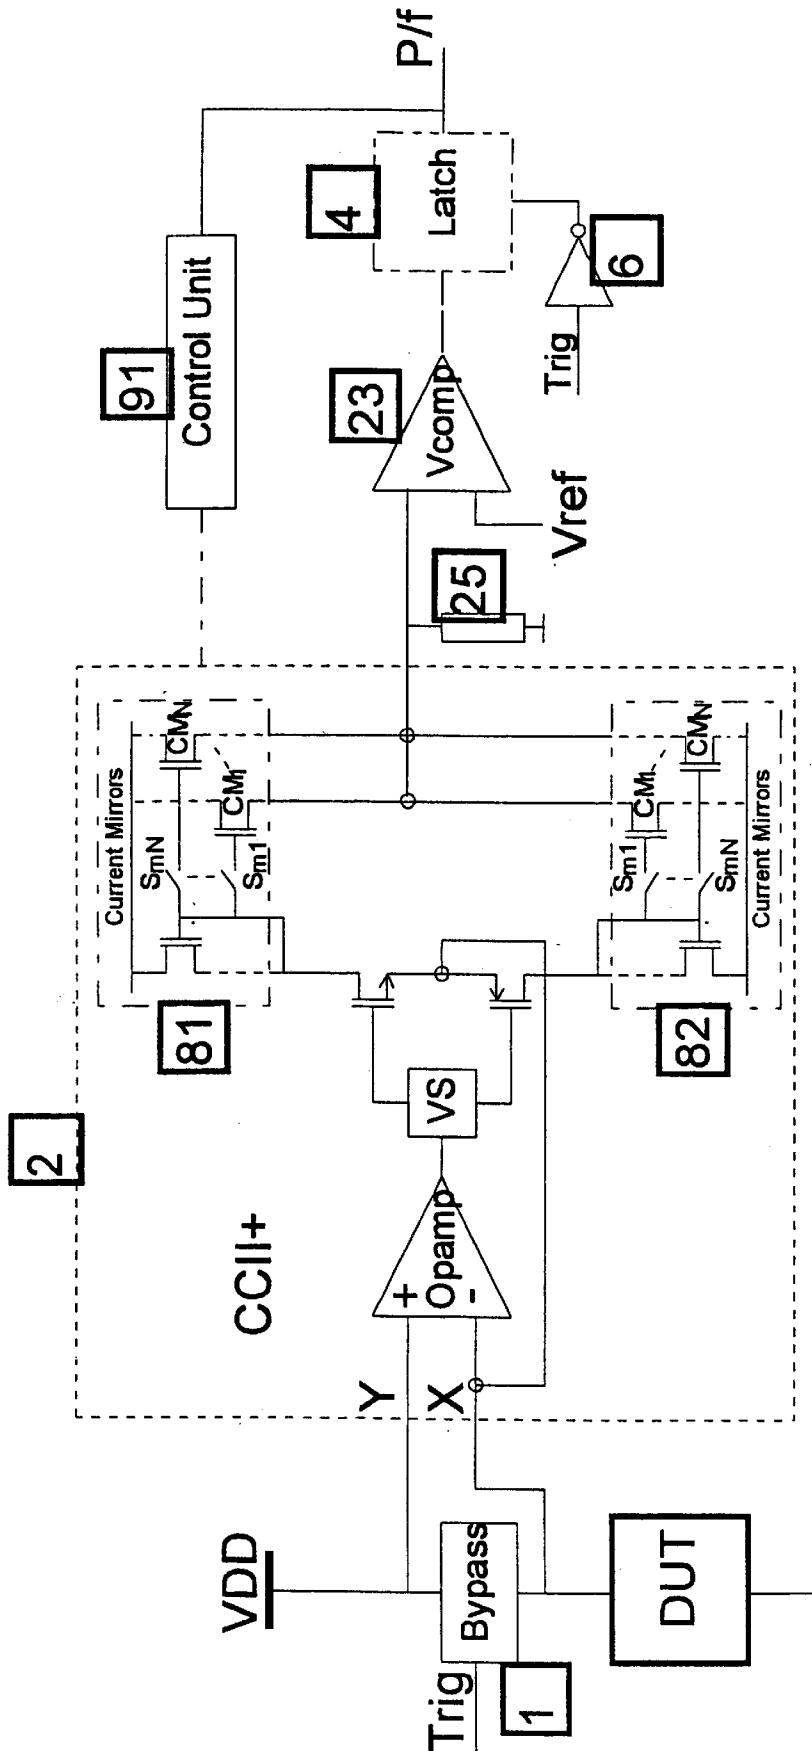 VDD
Trig
Bypass
1
DUT
2
CCII+
Y
X
+
Opamp
-
VS
81
Current Mirrors
SmN
Sm1
CM1
CMN
82
Current Mirrors
Sm1
SmN
CM1
CMN
25
91
Control Unit
23
Vcomp
Vref
4
Latch
Trig
6
P/f